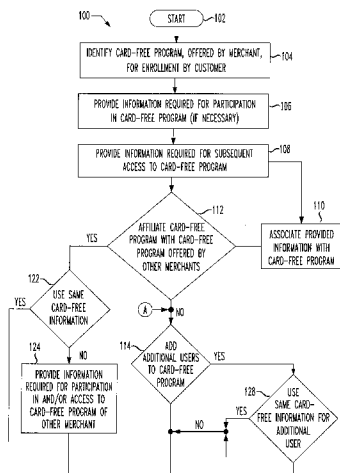 100
START
102
IDENTIFY CARD-FREE PROGRAM, OFFERED BY MERCHANT,
FOR ENROLLMENT BY CUSTOMER
104
PROVIDE INFORMATION REQUIRED FOR PARTICIPATION
IN CARD-FREE PROGRAM (IF NECESSARY)
106
PROVIDE INFORMATION REQUIRED FOR SUBSEQUENT
ACCESS TO CARD-FREE PROGRAM
108
110
ASSOCIATE PROVIDED
INFORMATION WITH
CARD-FREE PROGRAM
112
AFFILIATE CARD-FREE
PROGRAM WITH CARD-FREE
PROGRAM OFFERED BY
OTHER MERCHANTS
YES
NO
122
USE SAME
CARD-FREE
INFORMATION
YES
NO
124
PROVIDE INFORMATION
REQUIRED FOR PARTICIPATION
IN AND/OR ACCESS TO
CARD-FREE PROGRAM OF
OTHER MERCHANT
A
114
ADD
ADDITIONAL USERS
TO CARD-FREE
PROGRAM
YES
128
USE
SAME CARD-
FREE INFORMATION FOR
ADDITIONAL
USER
YES
NO